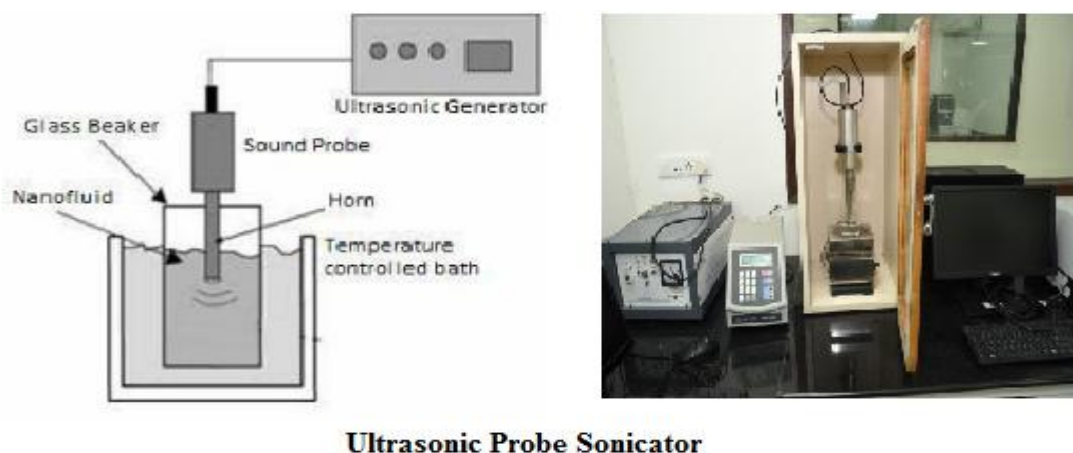 Ultrasonic Generator
Glass Beaker
Sound Probe
Nanofluid
Horn
Temperature
controlled bath
Ultrasonic Probe Sonicator